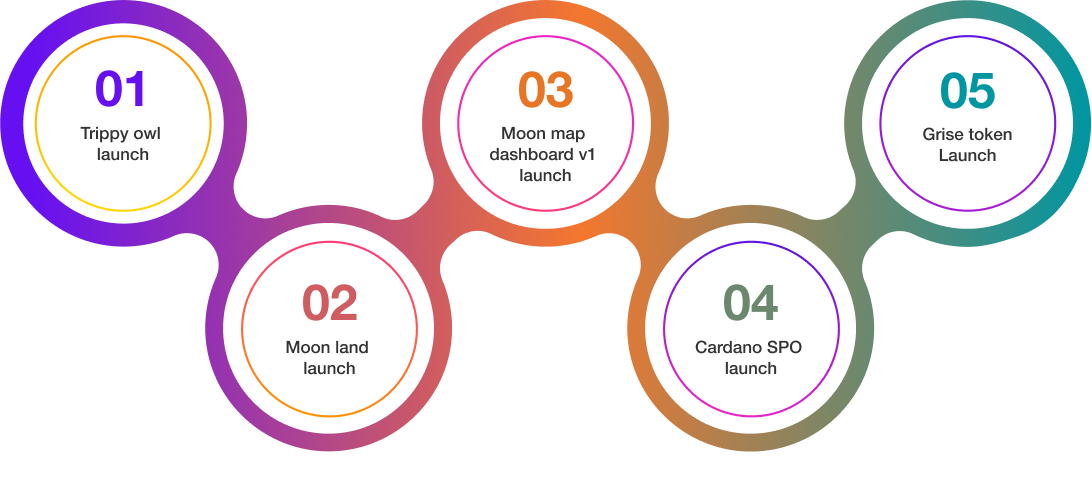 01
Trippy owl
launch
02
Moon land
launch
03
Moon map
dashboard v1
launch
04
Cardano SPO
launch
05
Grise token
Launch